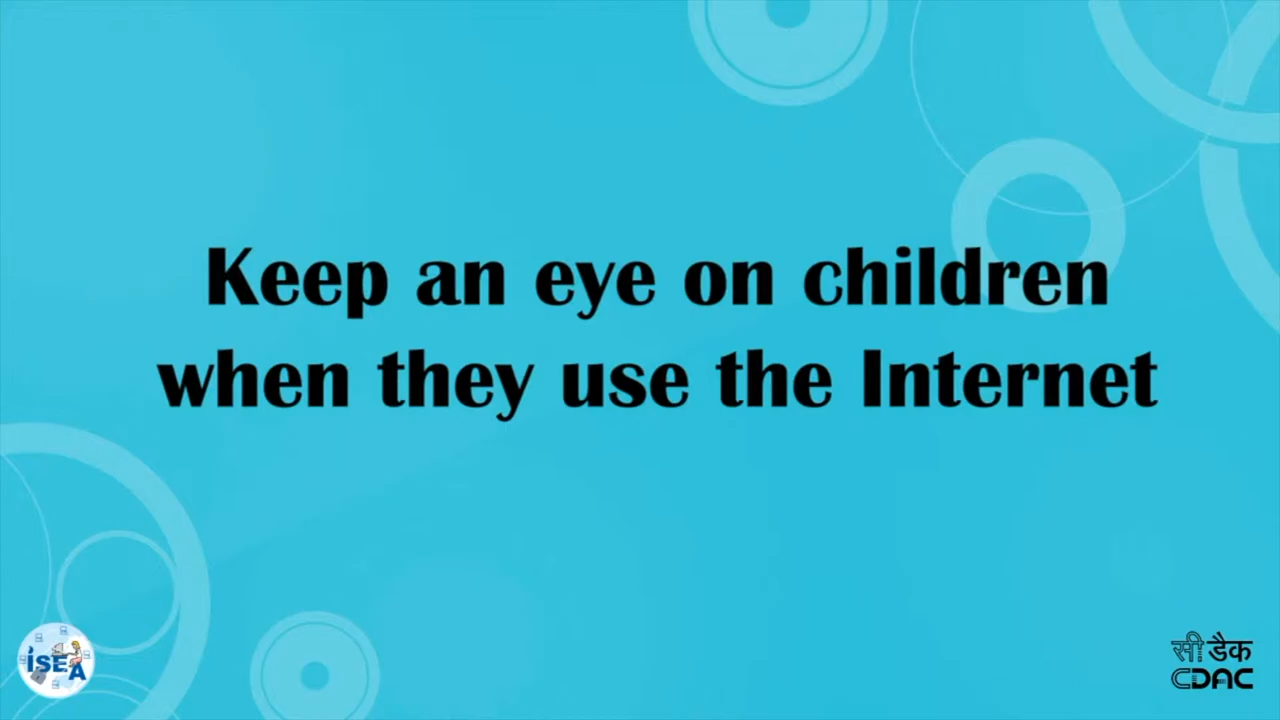 Keep an eye on children
when they use the Internet
iSEA
सी डैक
CDAC